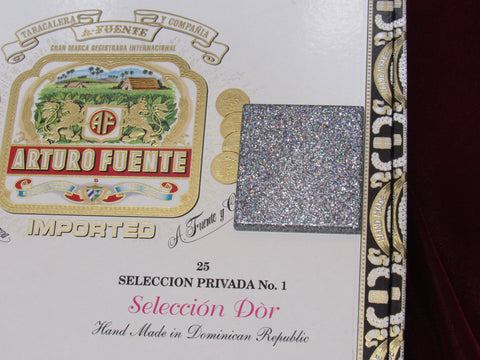 TABACALERA A. FUENTE Y COMPAÑIA
GRAN MARCA REGISTRADA INTERNACIONAL
AF
ARTURO FUENTE
IMPORTED
A. Fuente y C
25
SELECCION PRIVADA No. 1
Selección Dòr
Hand Made in Dominican Republic